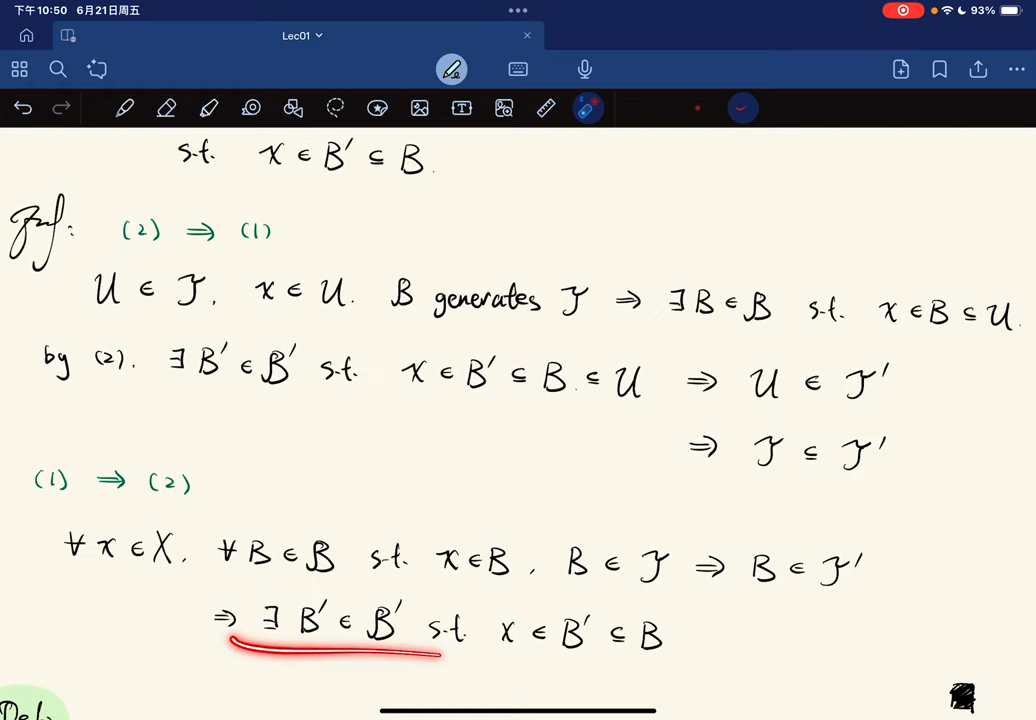 下午10:50 6月21日周五
93%
Lec01
s.t. x ∈ B′ ⊆ B.
Prf: (2) ⇒ (1)
U ∈ 𝒯, x ∈ U. ℬ generates 𝒯 ⇒ ∃ B ∈ ℬ s.t. x ∈ B ⊆ U.
by (2), ∃ B′ ∈ ℬ′ s.t. x ∈ B′ ⊆ B ⊆ U ⇒ U ∈ 𝒯′
⇒ 𝒯 ⊆ 𝒯′
(1) ⇒ (2)
∀ x ∈ X, ∀ B ∈ ℬ s.t. x ∈ B, B ∈ 𝒯 ⇒ B ∈ 𝒯′
⇒ ∃ B′ ∈ ℬ′ s.t. x ∈ B′ ⊆ B